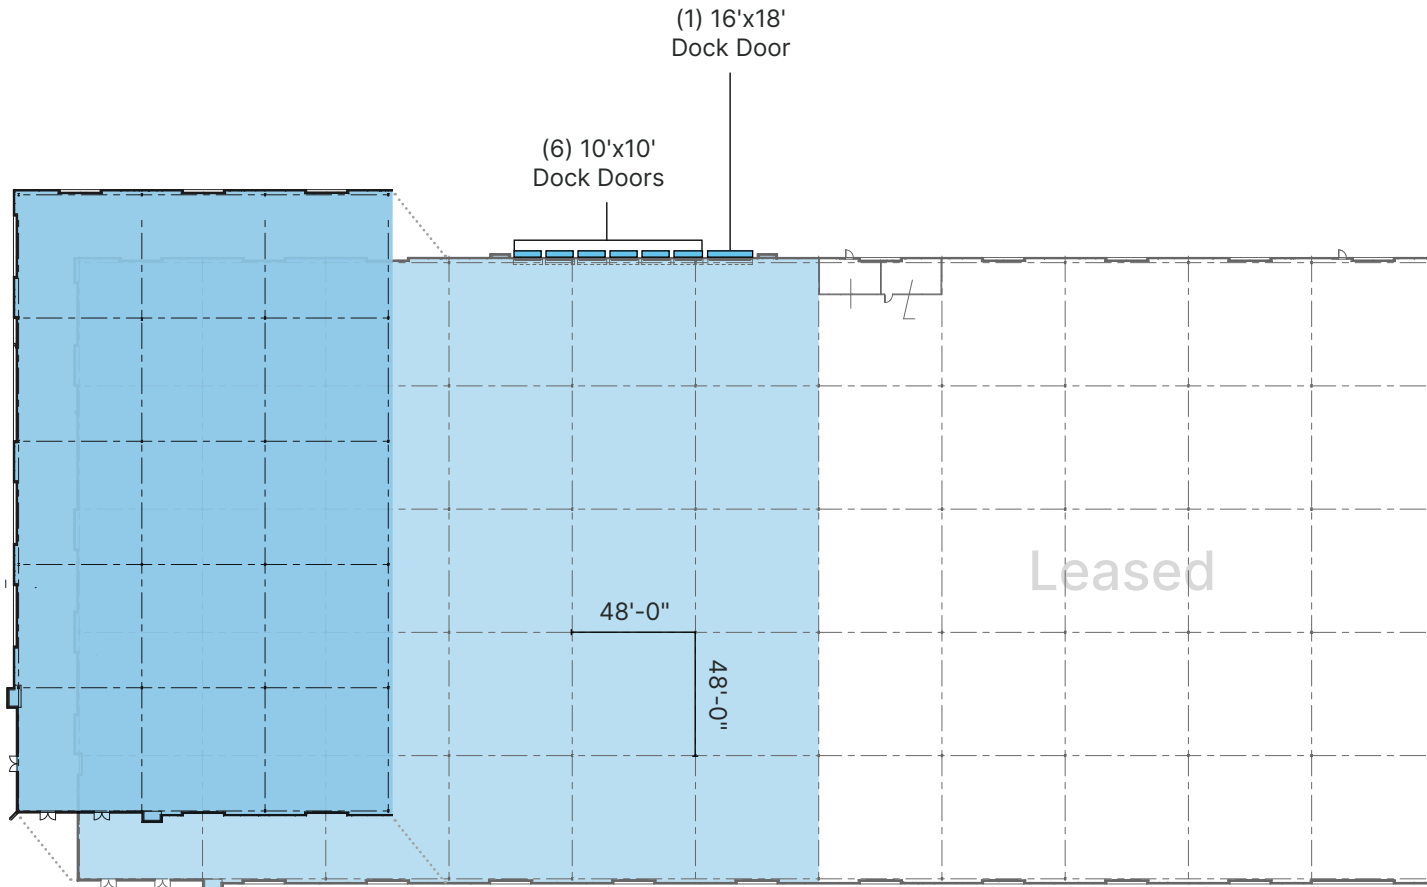 (1) 16'x18'
Dock Door
(6) 10'x10'
Dock Doors
Leased
48'-0"
48'-0"